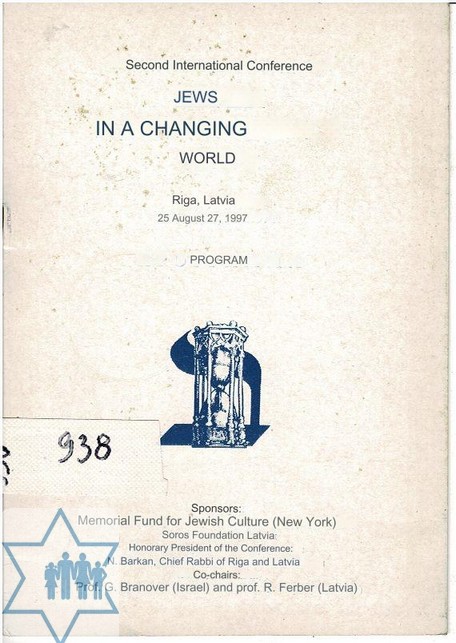 Second International Conference
JEWS
IN A CHANGING
WORLD
Riga, Latvia
25 August 27, 1997
PROGRAM
938
Sponsors:
Memorial Fund for Jewish Culture (New York)
Soros Foundation Latvia
Honorary President of the Conference:
N. Barkan, Chief Rabbi of Riga and Latvia
Co-chairs:
Prof. G. Branover (Israel) and prof. R. Ferber (Latvia)